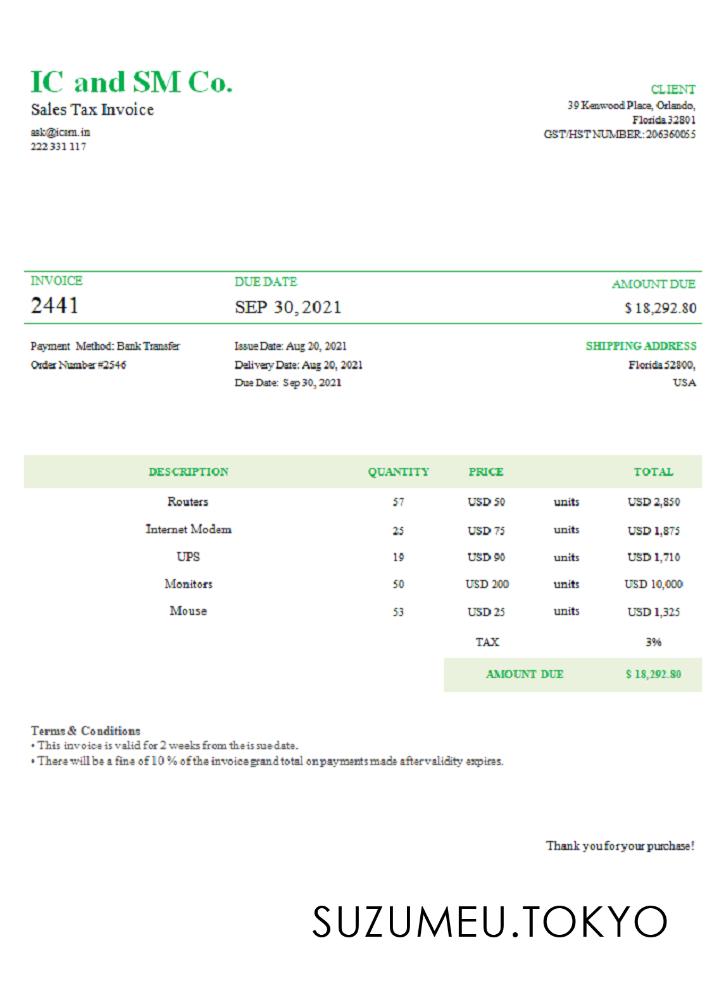 IC and SM Co.
Sales Tax Invoice
ask@icsm.in
222 331 117
CLIENT
39 Kenwood Place, Orlando,
Florida 32801
GST/HST NUMBER: 206360055
INVOICE DUE DATE AMOUNT DUE
2441 SEP 30, 2021 $ 18,292.80
Payment Method: Bank Transfer Issue Date: Aug 20, 2021 SHIPPING ADDRESS
Order Number #2546 Delivery Date: Aug 20, 2021 Florida 52800,
Due Date: Sep 30, 2021 USA
DESCRIPTION QUANTITY PRICE TOTAL
Routers 57 USD 50 units USD 2,850
Internet Modem 25 USD 75 units USD 1,875
UPS 19 USD 90 units USD 1,710
Monitors 50 USD 200 units USD 10,000
Mouse 53 USD 25 units USD 1,325
TAX 3%
AMOUNT DUE $ 18,292.80
Terms & Conditions
• This invoice is valid for 2 weeks from the issue date.
• There will be a fine of 10 % of the invoice grand total on payments made after validity expires.
Thank you for your purchase!
SUZUMEU.TOKYO